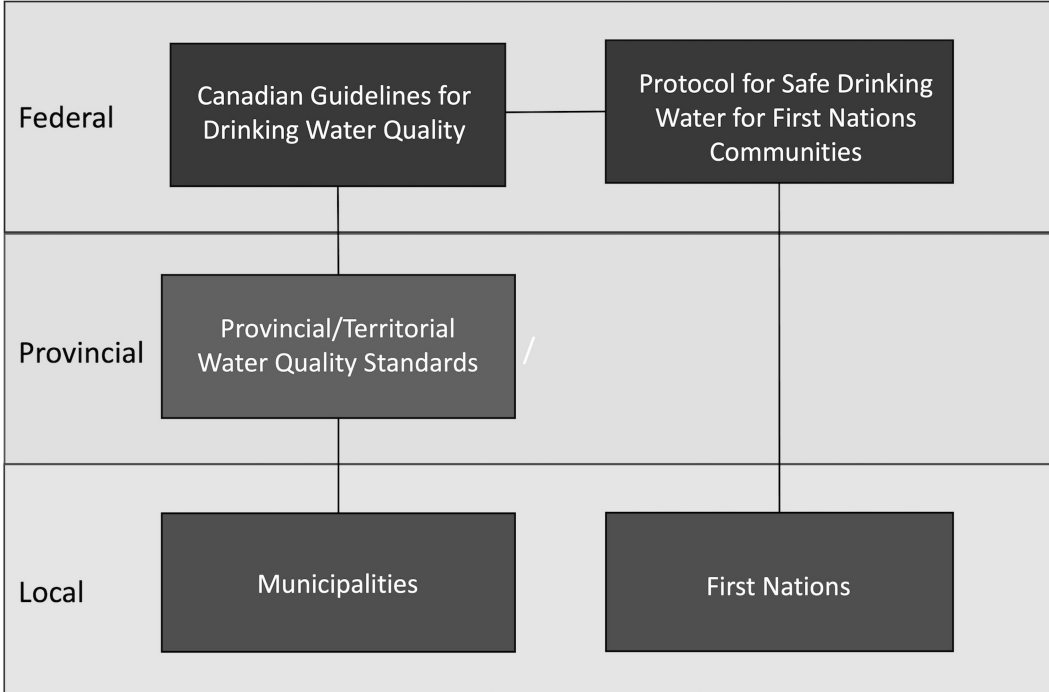 Federal
Canadian Guidelines for
Drinking Water Quality
Protocol for Safe Drinking
Water for First Nations
Communities
Provincial
Provincial/Territorial
Water Quality Standards
/
Local
Municipalities
First Nations